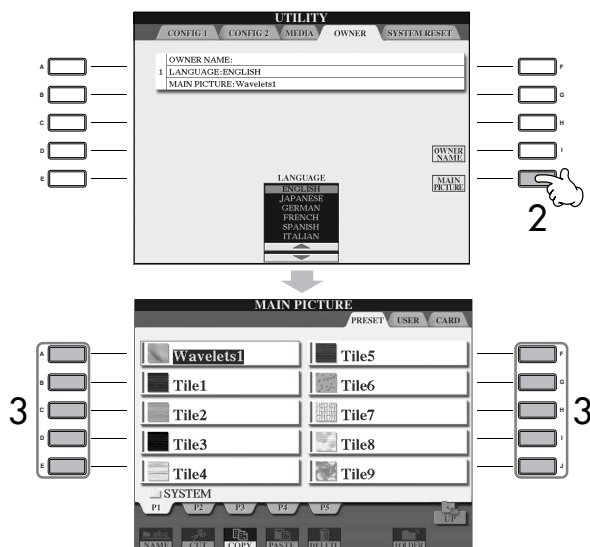 UTILITY
CONFIG 1 CONFIG 2 MEDIA OWNER SYSTEM RESET
OWNER NAME:
1 LANGUAGE:ENGLISH
MAIN PICTURE:Wavelets1
A
B
C
D
E
F
G
H
I
OWNER NAME
MAIN PICTURE
LANGUAGE
ENGLISH
JAPANESE
GERMAN
FRENCH
SPANISH
ITALIAN
2
MAIN PICTURE
PRESET USER CARD
A Wavelets1 Tile5 F
B Tile1 Tile6 G
3 C Tile2 Tile7 H 3
D Tile3 Tile8 I
E Tile4 Tile9 J
SYSTEM
P1 P2 P3 P4 P5
UP
NAME CUT COPY PASTE DELETE FOLDER